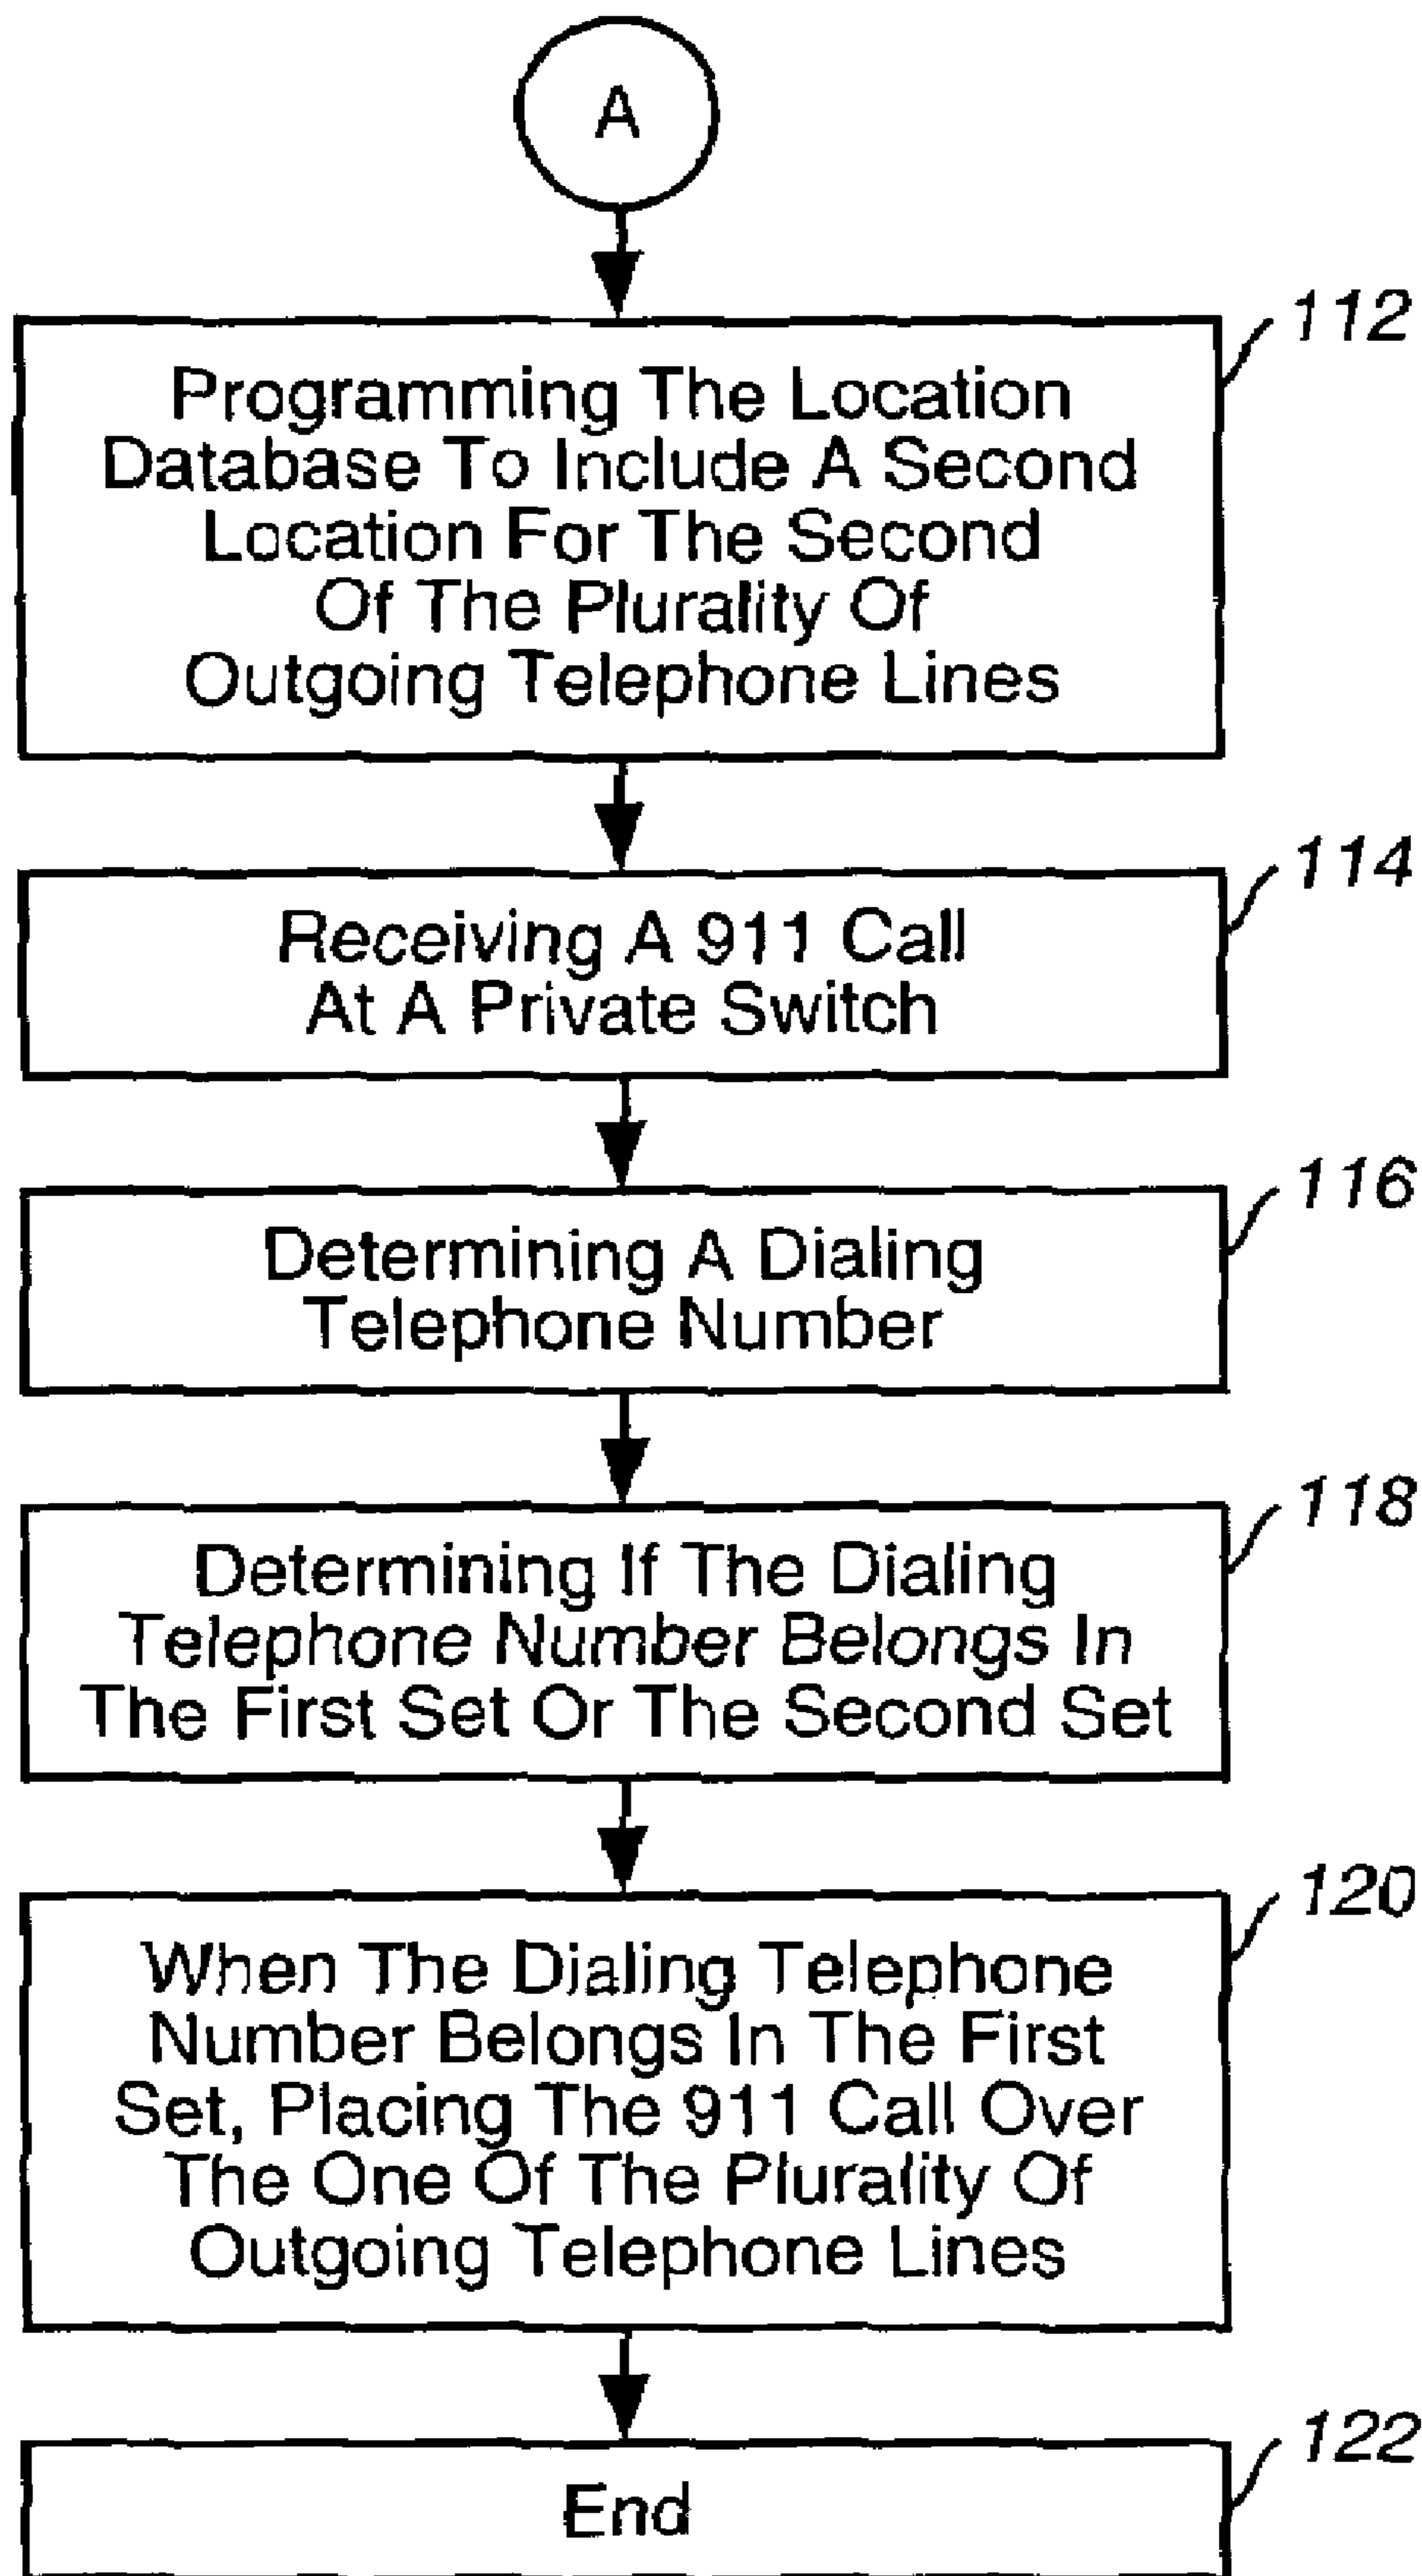 A
112
Programming The Location
Database To Include A Second
Location For The Second
Of The Plurality Of
Outgoing Telephone Lines
114
Receiving A 911 Call
At A Private Switch
116
Determining A Dialing
Telephone Number
118
Determining If The Dialing
Telephone Number Belongs In
The First Set Or The Second Set
120
When The Dialing Telephone
Number Belongs In The First
Set, Placing The 911 Call Over
The One Of The Plurality Of
Outgoing Telephone Lines
122
End